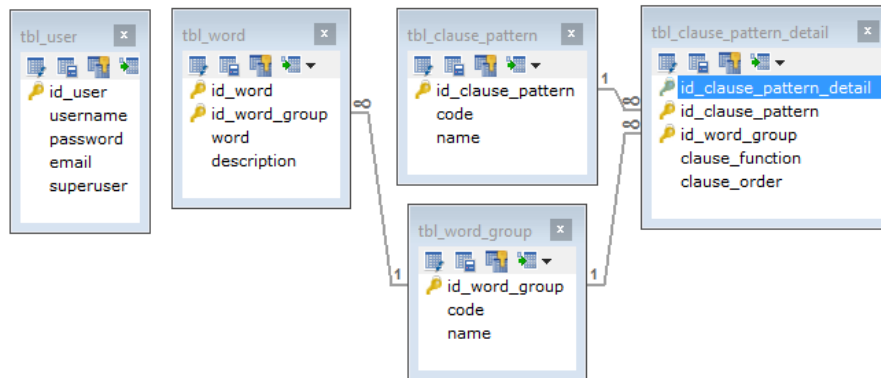 tbl_user
id_user
username
password
email
superuser
tbl_word
id_word
id_word_group
word
description
tbl_clause_pattern
id_clause_pattern
code
name
tbl_clause_pattern_detail
id_clause_pattern_detail
id_clause_pattern
id_word_group
clause_function
clause_order
tbl_word_group
id_word_group
code
name
1
∞
∞
∞
1
1